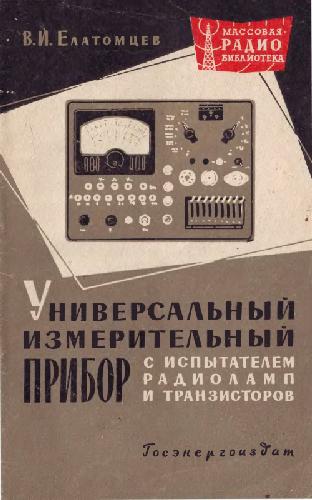 В.И.Елатомцев
МАССОВАЯ
РАДИО
БИБЛИОТЕКА
УНИВЕРСАЛЬНЫЙ
ИЗМЕРИТЕЛЬНЫЙ
ПРИБОР
С ИСПЫТАТЕЛЕМ
РАДИОЛАМП
И ТРАНЗИСТОРОВ
Госэнергоиздат